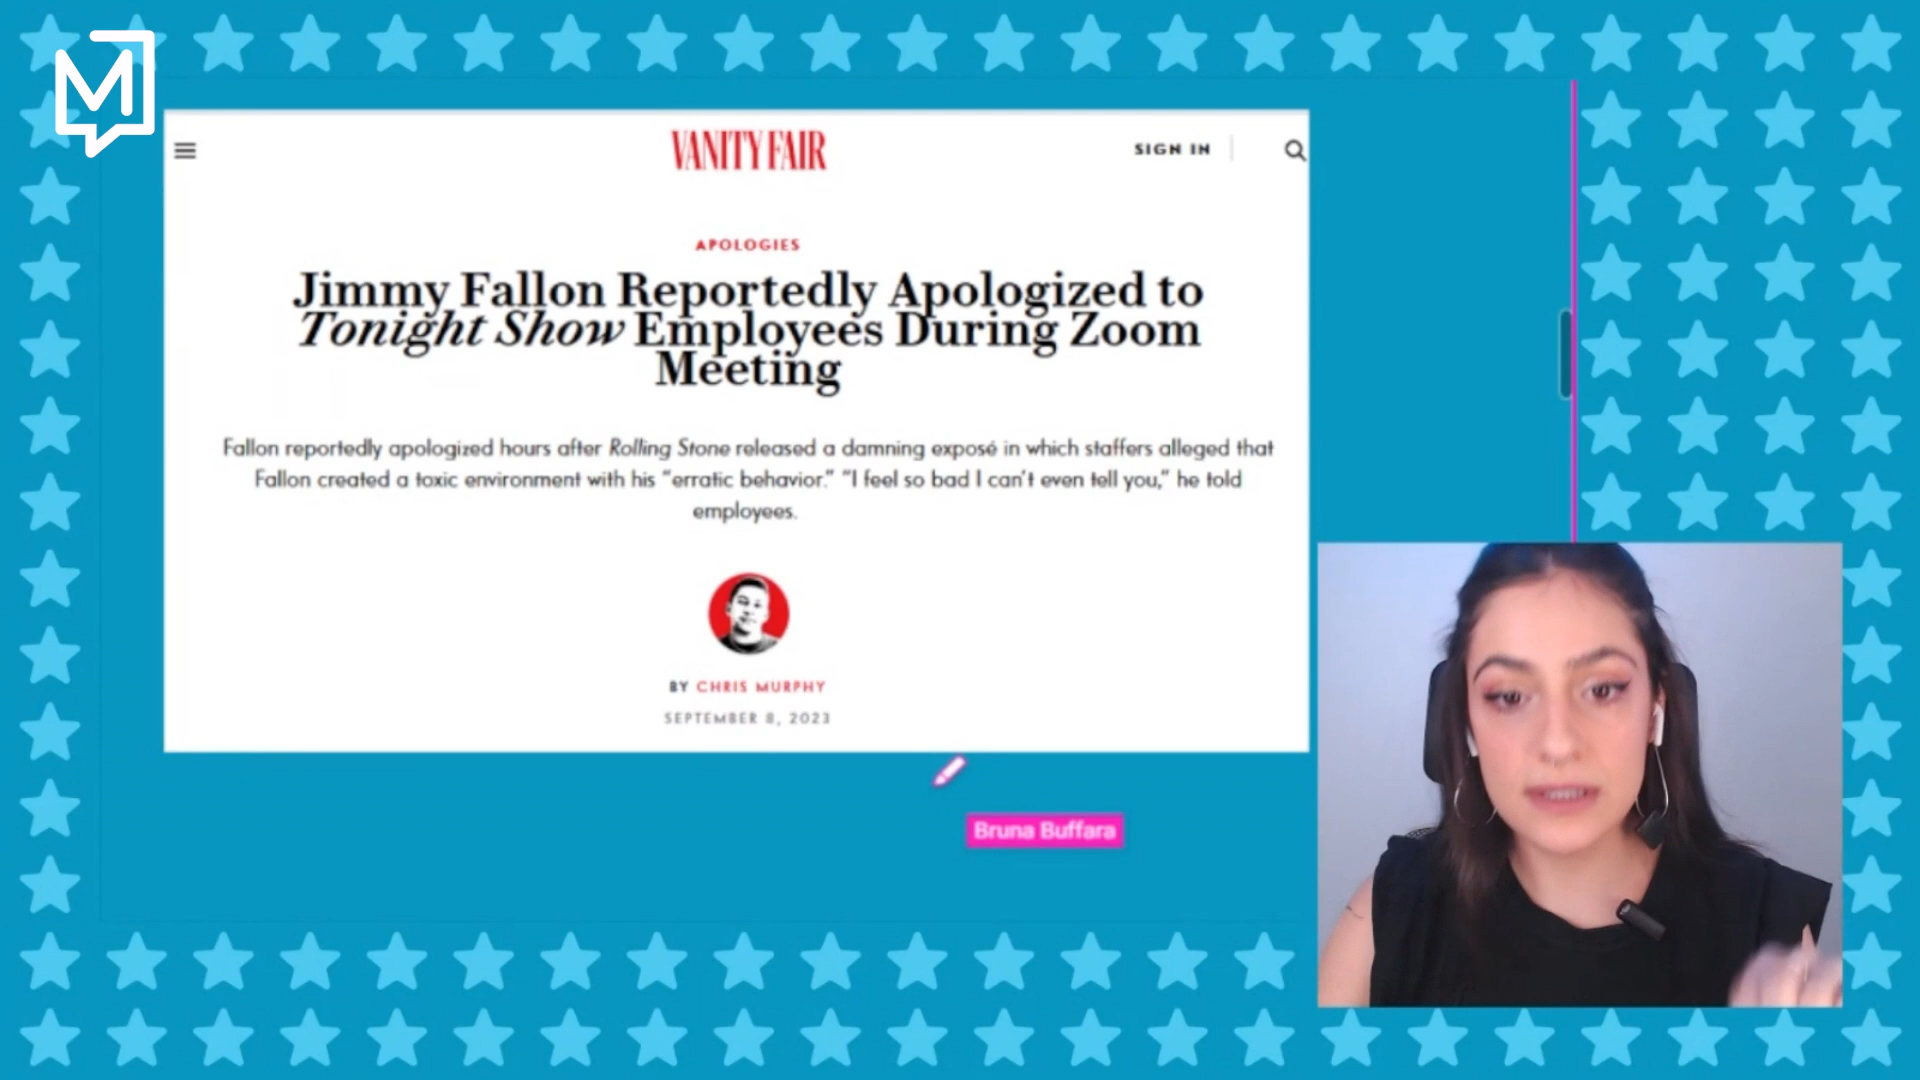 M
VANITY FAIR
SIGN IN
APOLOGIES
Jimmy Fallon Reportedly Apologized to
Tonight Show Employees During Zoom
Meeting
Fallon reportedly apologized hours after Rolling Stone released a damning exposé in which staffers alleged that
Fallon created a toxic environment with his “erratic behavior.” “I feel so bad I can’t even tell you,” he told
employees.
BY CHRIS MURPHY
SEPTEMBER 8, 2023
Bruna Buffara